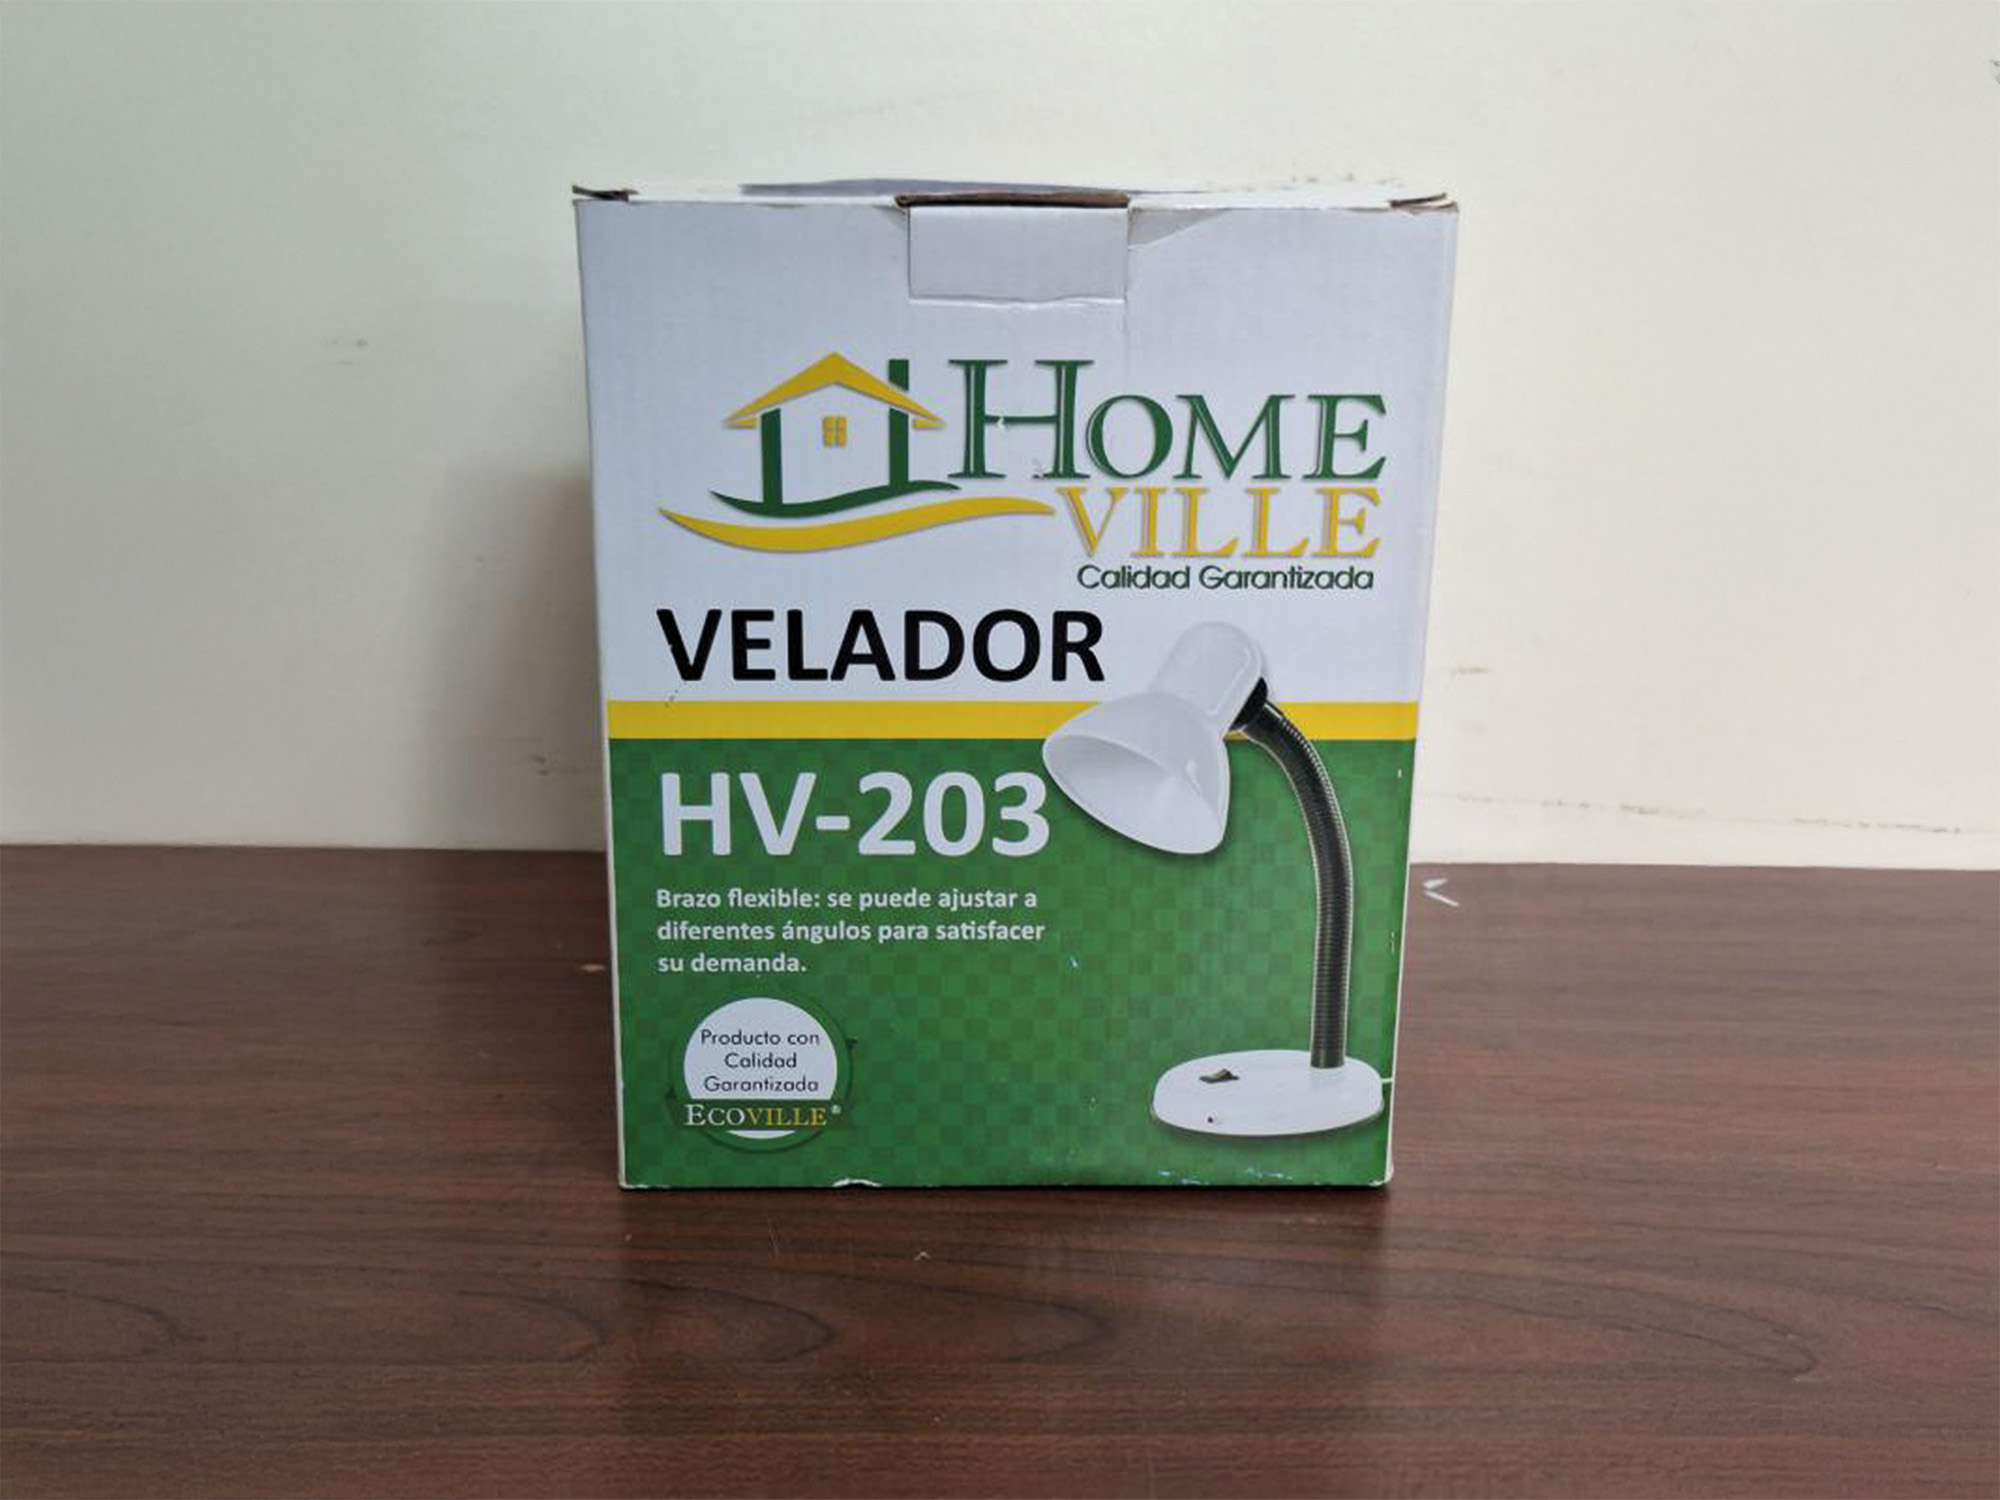 HOME
VILLE
Calidad Garantizada
VELADOR
HV-203
Brazo flexible: se puede ajustar a
diferentes ángulos para satisfacer
su demanda.
Producto con
Calidad
Garantizada
ECOVILLE®